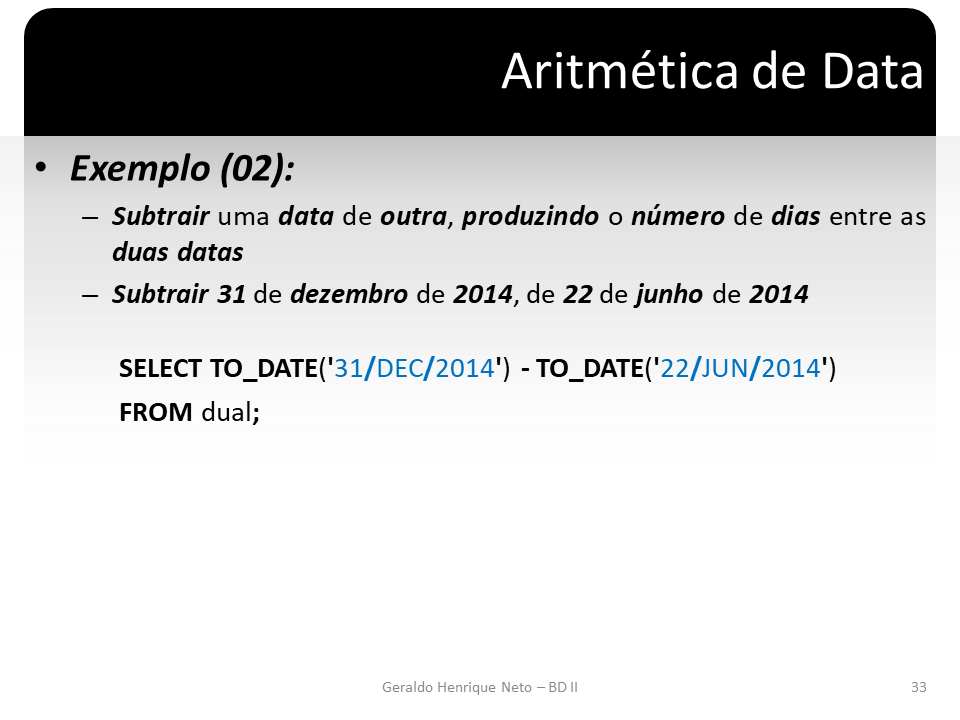 Aritmética de Data
• Exemplo (02):
– Subtrair uma data de outra, produzindo o número de dias entre as
duas datas
– Subtrair 31 de dezembro de 2014, de 22 de junho de 2014
SELECT TO_DATE('31/DEC/2014') - TO_DATE('22/JUN/2014')
FROM dual;
Geraldo Henrique Neto – BD II
33